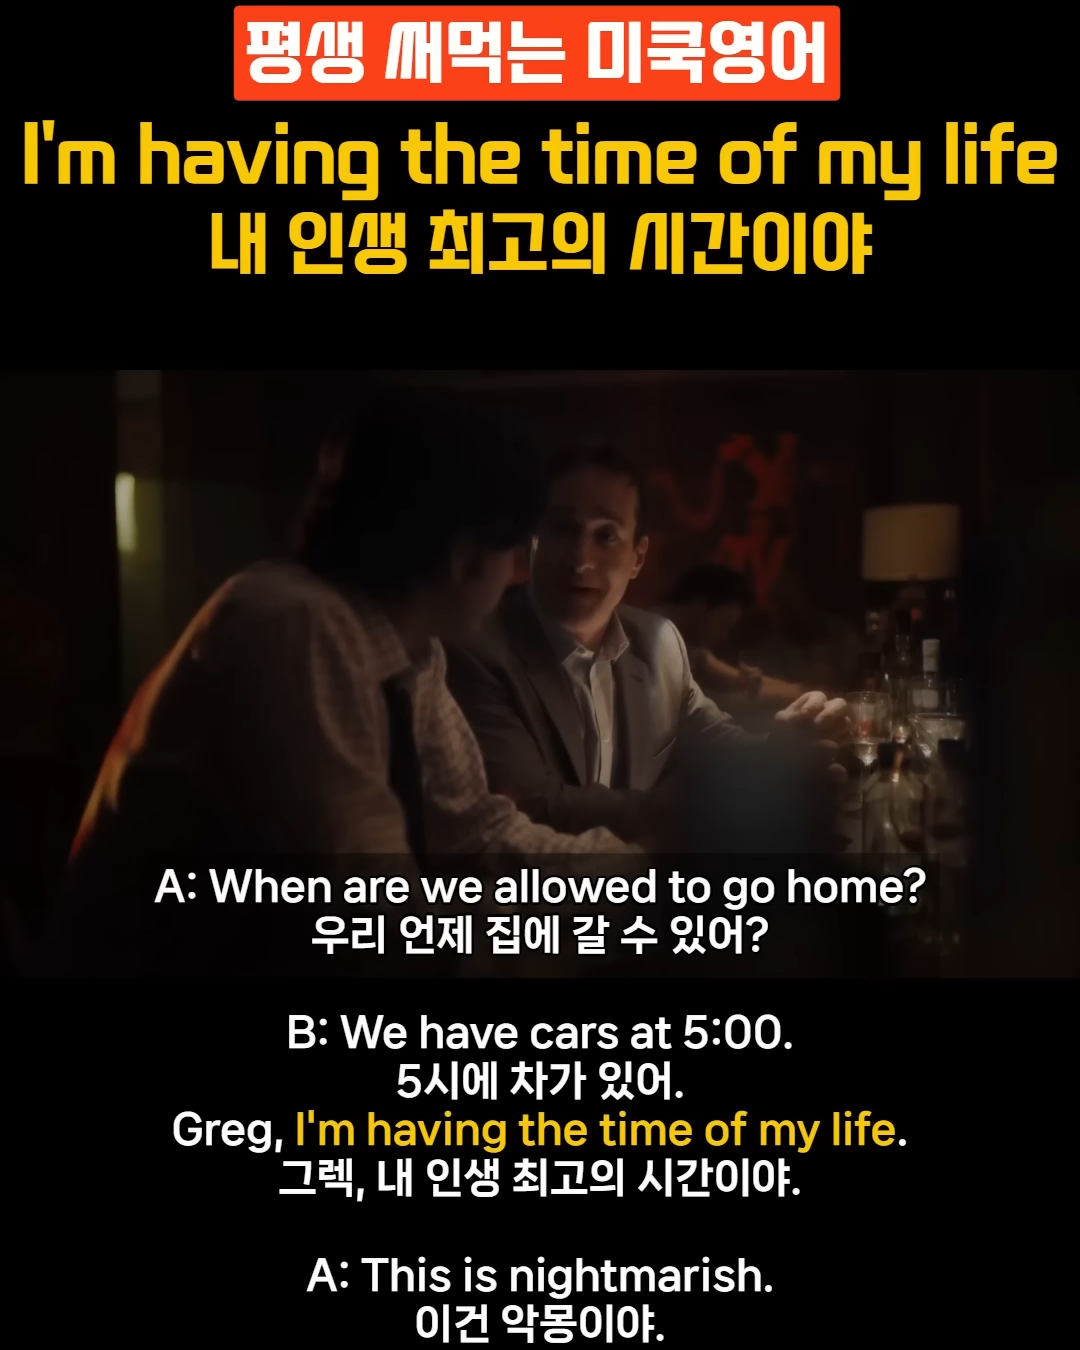 평생 써먹는 미쿡영어
I'm having the time of my life
내 인생 최고의 시간이야
A: When are we allowed to go home?
우리 언제 집에 갈 수 있어?
B: We have cars at 5:00.
5시에 차가 있어.
Greg, I'm having the time of my life.
그렉, 내 인생 최고의 시간이야.
A: This is nightmarish.
이건 악몽이야.